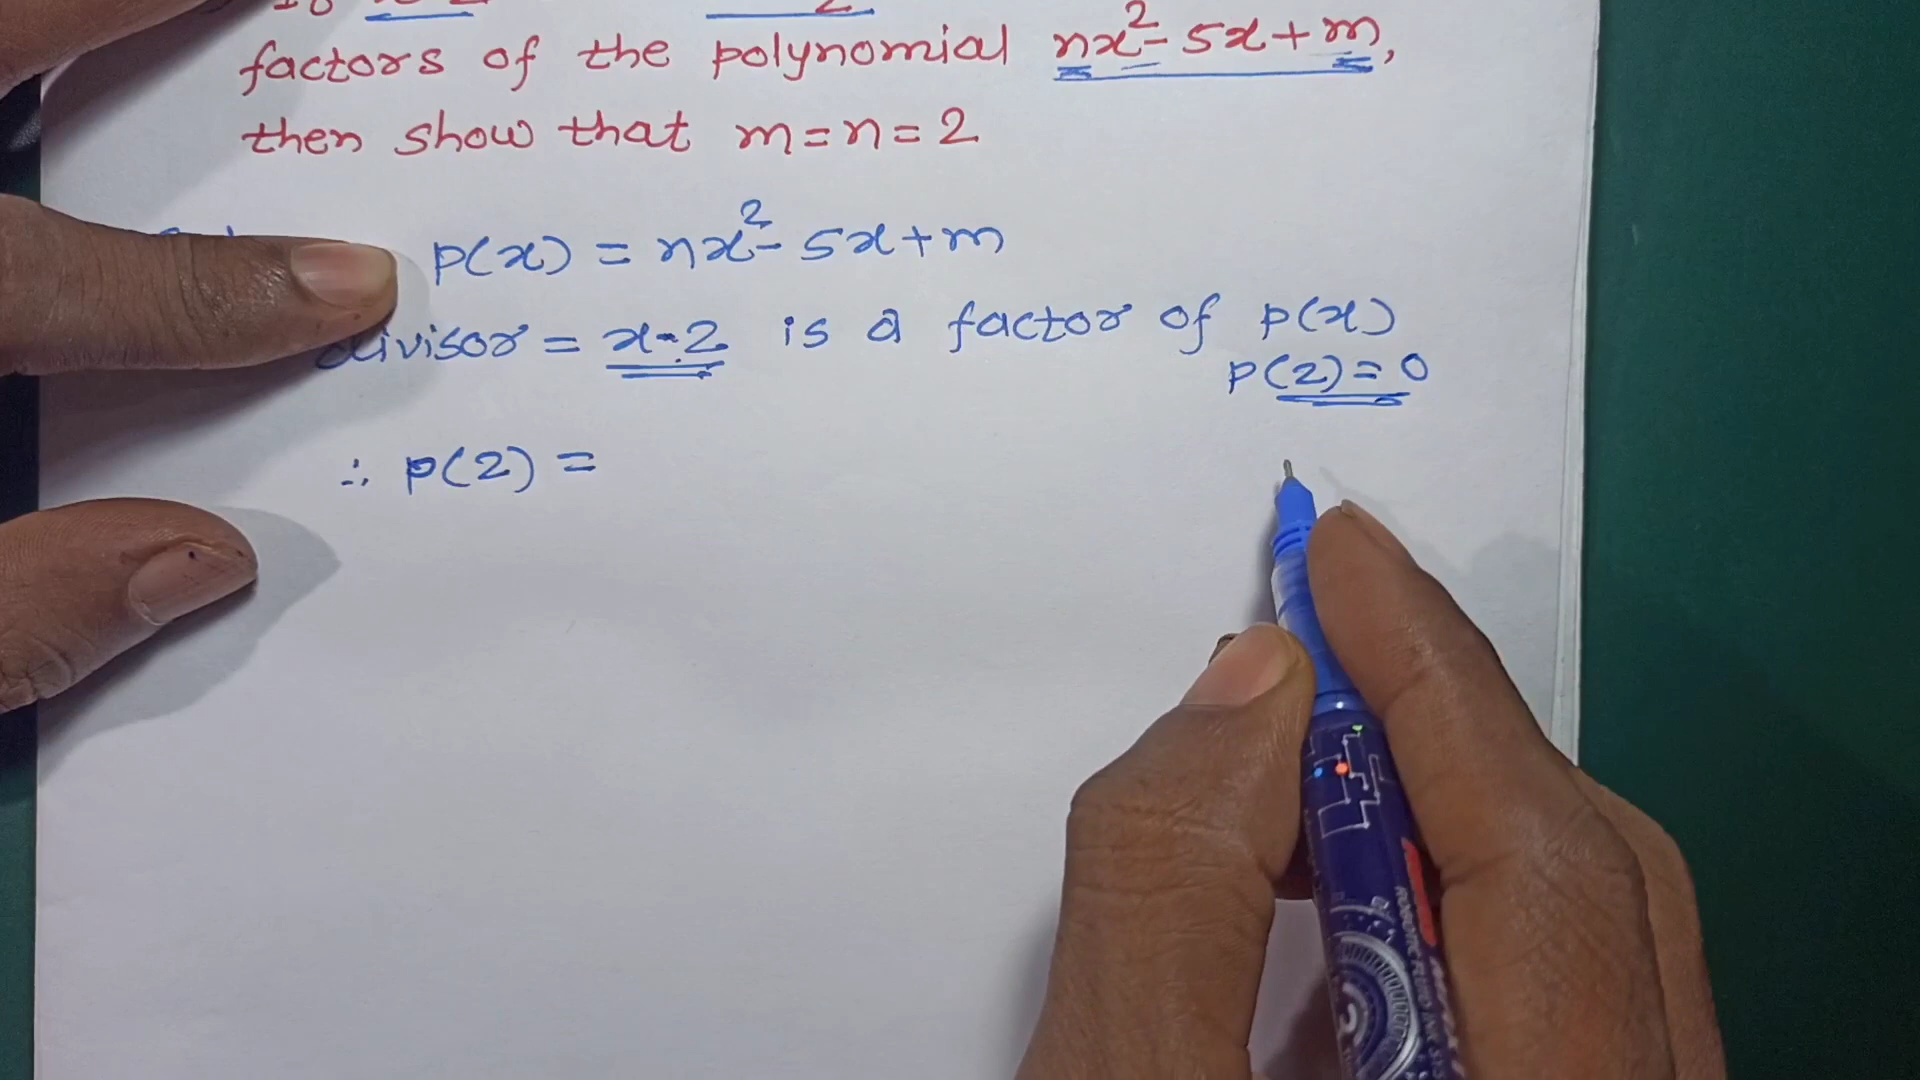 factors of the polynomial nx²-5x+m,
then show that m=n=2
p(x) = nx²-5x+m
divisor = x-2 is a factor of p(x)
p(2)=0
∴ p(2) =